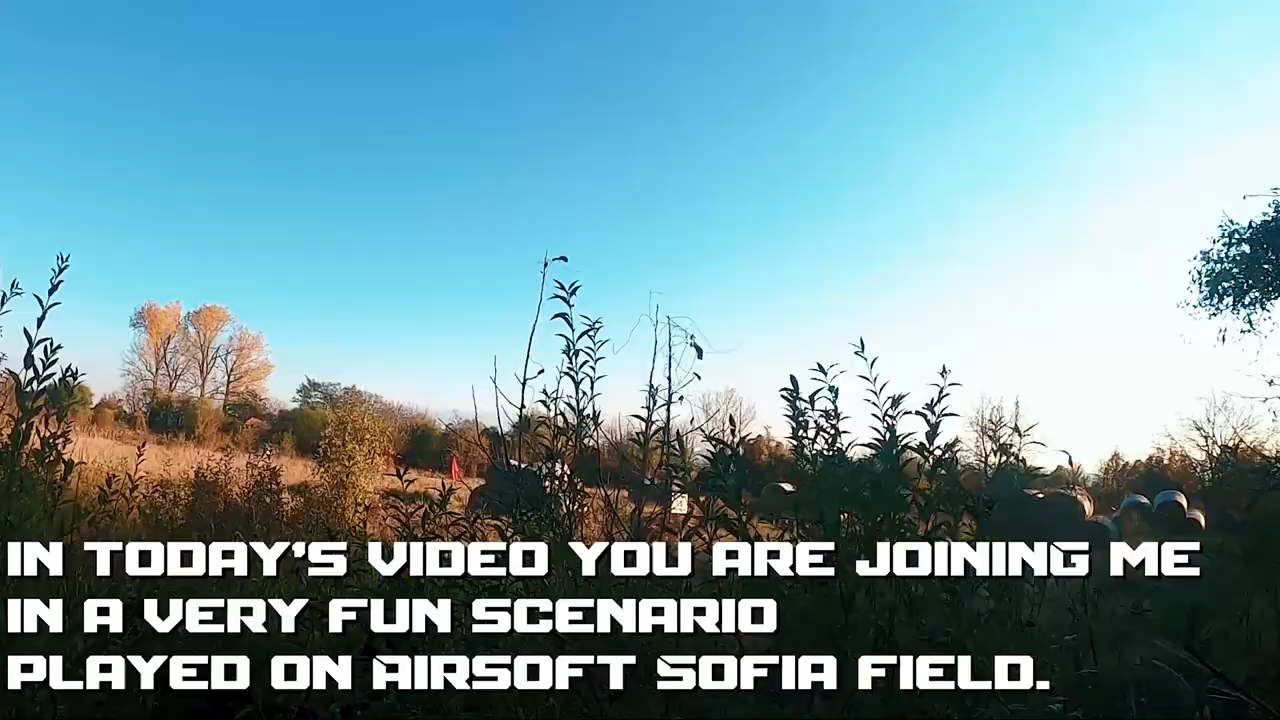 IN TODAY'S VIDEO YOU ARE JOINING ME
IN A VERY FUN SCENARIO
PLAYED ON AIRSOFT SOFIA FIELD.